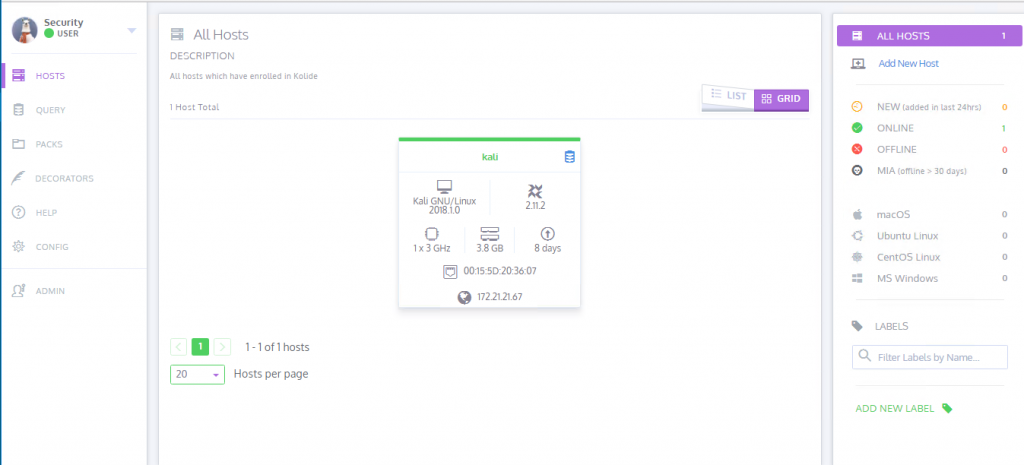 Security
USER
HOSTS
QUERY
PACKS
DECORATORS
HELP
CONFIG
ADMIN
All Hosts
DESCRIPTION
All hosts which have enrolled in Kolide
1 Host Total
LIST
GRID
kali
Kali GNU/Linux
2018.1.0
2.11.2
1 x 3 GHz
3.8 GB
8 days
00:15:5D:20:36:07
172.21.21.67
1
1 - 1 of 1 hosts
20
Hosts per page
ALL HOSTS 1
Add New Host
NEW (added in last 24hrs) 0
ONLINE 1
OFFLINE 0
MIA (offline > 30 days) 0
macOS 0
Ubuntu Linux 0
CentOS Linux 0
MS Windows 0
LABELS
Filter Labels by Name...
ADD NEW LABEL